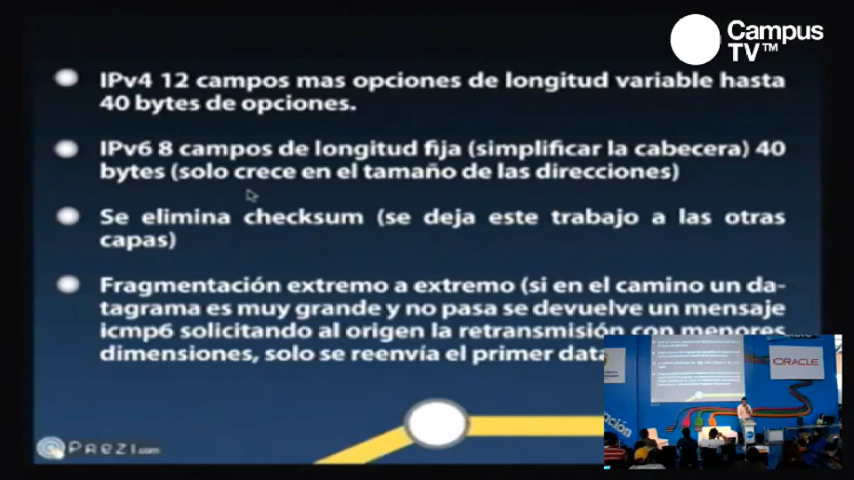 Campus
TV™
IPv4 12 campos mas opciones de longitud variable hasta
40 bytes de opciones.
IPv6 8 campos de longitud fija (simplificar la cabecera) 40
bytes (solo crece en el tamaño de las direcciones)
Se elimina checksum (se deja este trabajo a las otras
capas)
Fragmentación extremo a extremo (si en el camino un da-
tagrama es muy grande y no pasa se devuelve un mensaje
icmp6 solicitando al origen la retransmisión con menores
dimensiones, solo se reenvía el primer data
ORACLE
Prezi.com